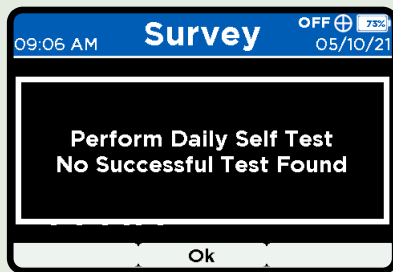 09:06 AM Survey OFF 73%
05/10/21
Perform Daily Self Test
No Successful Test Found
Ok